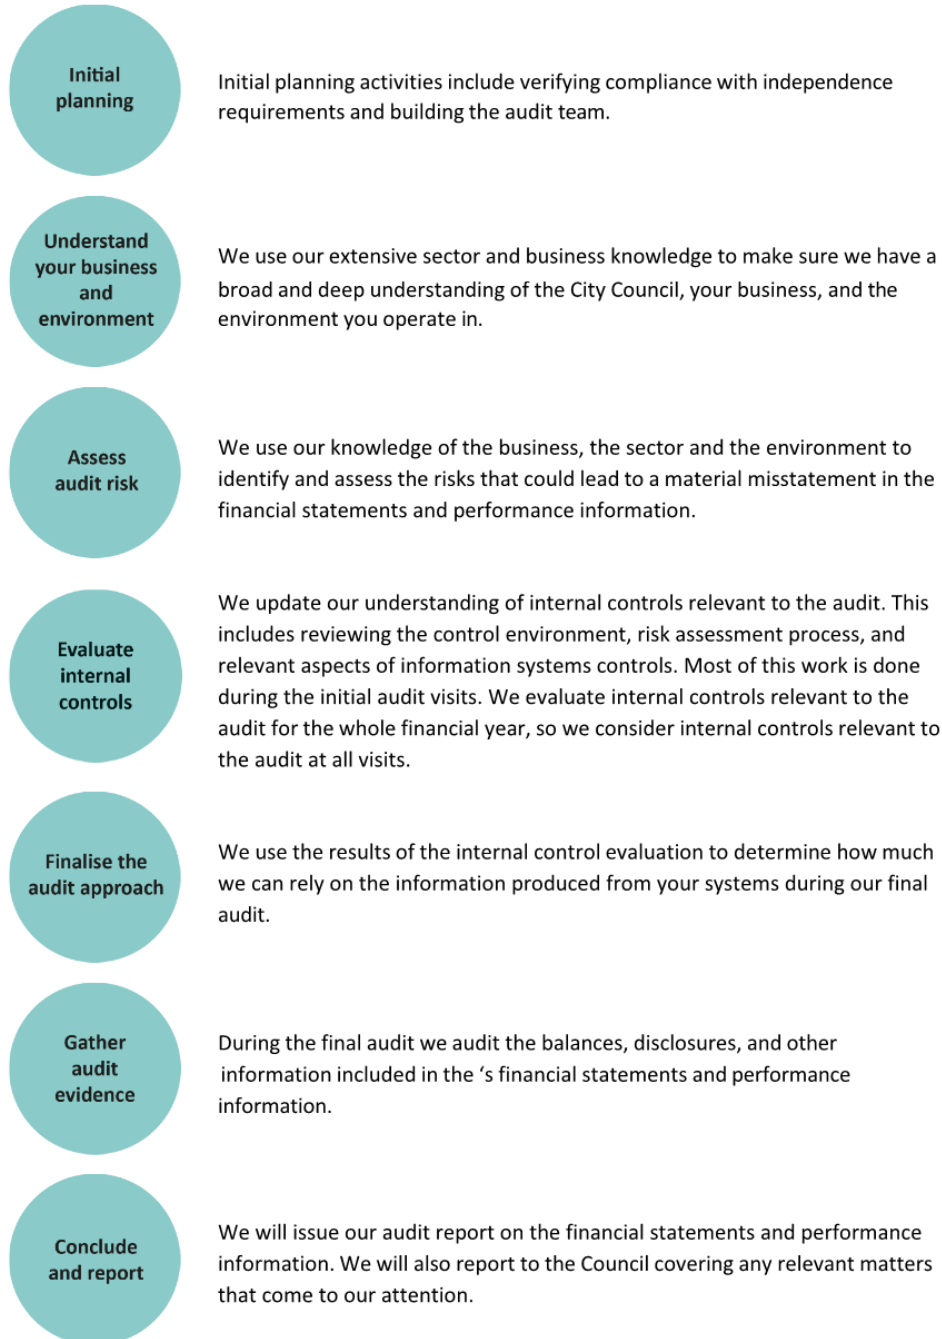 Initial
planning
Initial planning activities include verifying compliance with independence
requirements and building the audit team.
Understand
your business
and
environment
We use our extensive sector and business knowledge to make sure we have a
broad and deep understanding of the City Council, your business, and the
environment you operate in.
Assess
audit risk
We use our knowledge of the business, the sector and the environment to
identify and assess the risks that could lead to a material misstatement in the
financial statements and performance information.
Evaluate
internal
controls
We update our understanding of internal controls relevant to the audit. This
includes reviewing the control environment, risk assessment process, and
relevant aspects of information systems controls. Most of this work is done
during the initial audit visits. We evaluate internal controls relevant to the
audit for the whole financial year, so we consider internal controls relevant to
the audit at all visits.
Finalise the
audit approach
We use the results of the internal control evaluation to determine how much
we can rely on the information produced from your systems during our final
audit.
Gather
audit
evidence
During the final audit we audit the balances, disclosures, and other
information included in the ‘s financial statements and performance
information.
Conclude
and report
We will issue our audit report on the financial statements and performance
information. We will also report to the Council covering any relevant matters
that come to our attention.